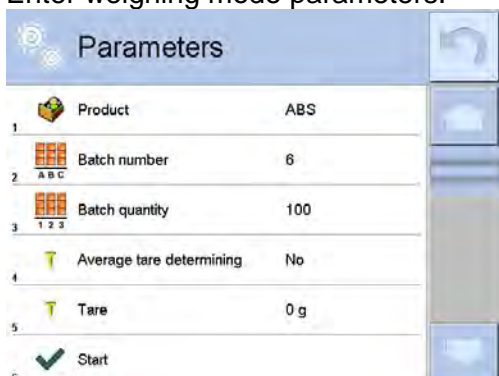 Enter weighing mode parameters.
Parameters
1 Product ABS
2 ABC Batch number 6
3 123 Batch quantity 100
4 Average tare determining No
5 Tare 0 g
Start